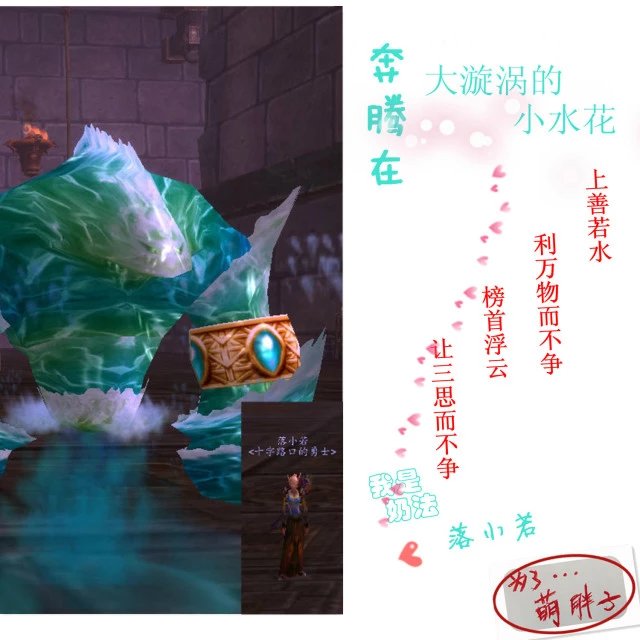 奔腾在
大漩涡的
小水花
上善若水
利万物而不争
榜首浮云
让三思而不争
我是
奶法
落小若
落小若
<十字路口的勇士>
为了…
萌胖子